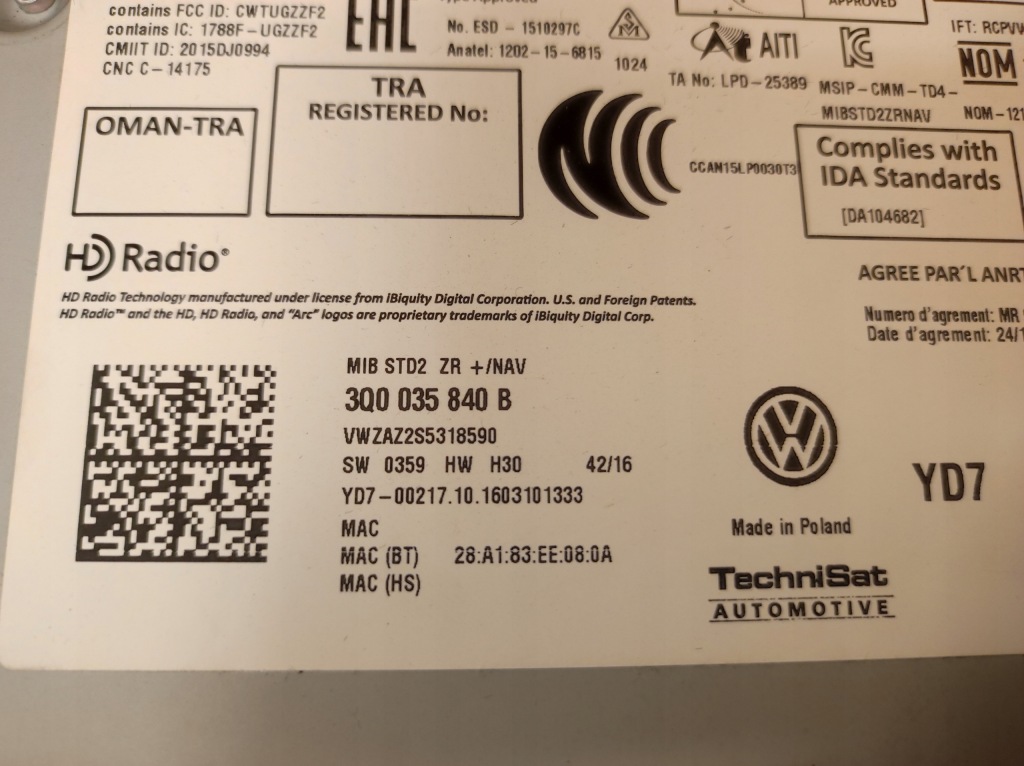 contains FCC ID: CWTUGZZF2
contains IC: 1788F-UGZZF2
CMIIT ID: 2015DJ0994
CNC C-14175
EAC
No. ESD - 1510297C
Anatel: 1202-15-6815
1024
APPROVED
AITI
TA No: LPD-25389
MSIP-CMM-TD4-
MIBSTD2ZRNAV
IFT: RCPVW
NOM
NOM-121
OMAN-TRA
TRA
REGISTERED No:
CCAN15LP0030T3
Complies with
IDA Standards
[DA104682]
HD Radio®
HD Radio Technology manufactured under license from iBiquity Digital Corporation. U.S. and Foreign Patents.
HD Radio™ and the HD, HD Radio, and "Arc" logos are proprietary trademarks of iBiquity Digital Corp.
AGREE PAR´L ANRT
Numero d'agrement: MR
Date d'agrement: 24/1
MIB STD2 ZR +/NAV
3Q0 035 840 B
VWZAZ2S5318590
SW 0359 HW H30 42/16
YD7-00217.10.1603101333
MAC
MAC (BT) 28:A1:83:EE:08:0A
MAC (HS)
YD7
Made in Poland
TechniSat
AUTOMOTIVE